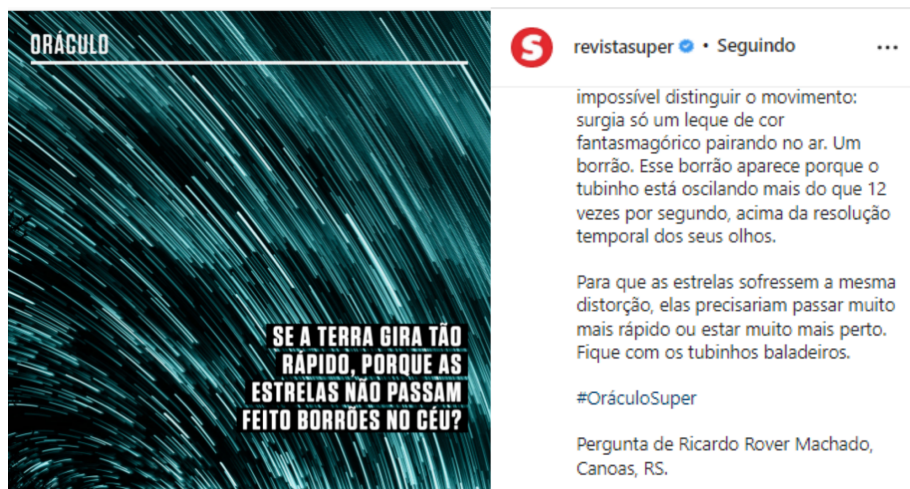 ORÁCULO
SE A TERRA GIRA TÃO
RÁPIDO, PORQUE AS
ESTRELAS NÃO PASSAM
FEITO BORRÕES NO CÉU?
S
revistasuper • Seguindo
impossível distinguir o movimento:
surgia só um leque de cor
fantasmagórico pairando no ar. Um
borrão. Esse borrão aparece porque o
tubinho está oscilando mais do que 12
vezes por segundo, acima da resolução
temporal dos seus olhos.
Para que as estrelas sofressem a mesma
distorção, elas precisariam passar muito
mais rápido ou estar muito mais perto.
Fique com os tubinhos baladeiros.
#OráculoSuper
Pergunta de Ricardo Rover Machado,
Canoas, RS.